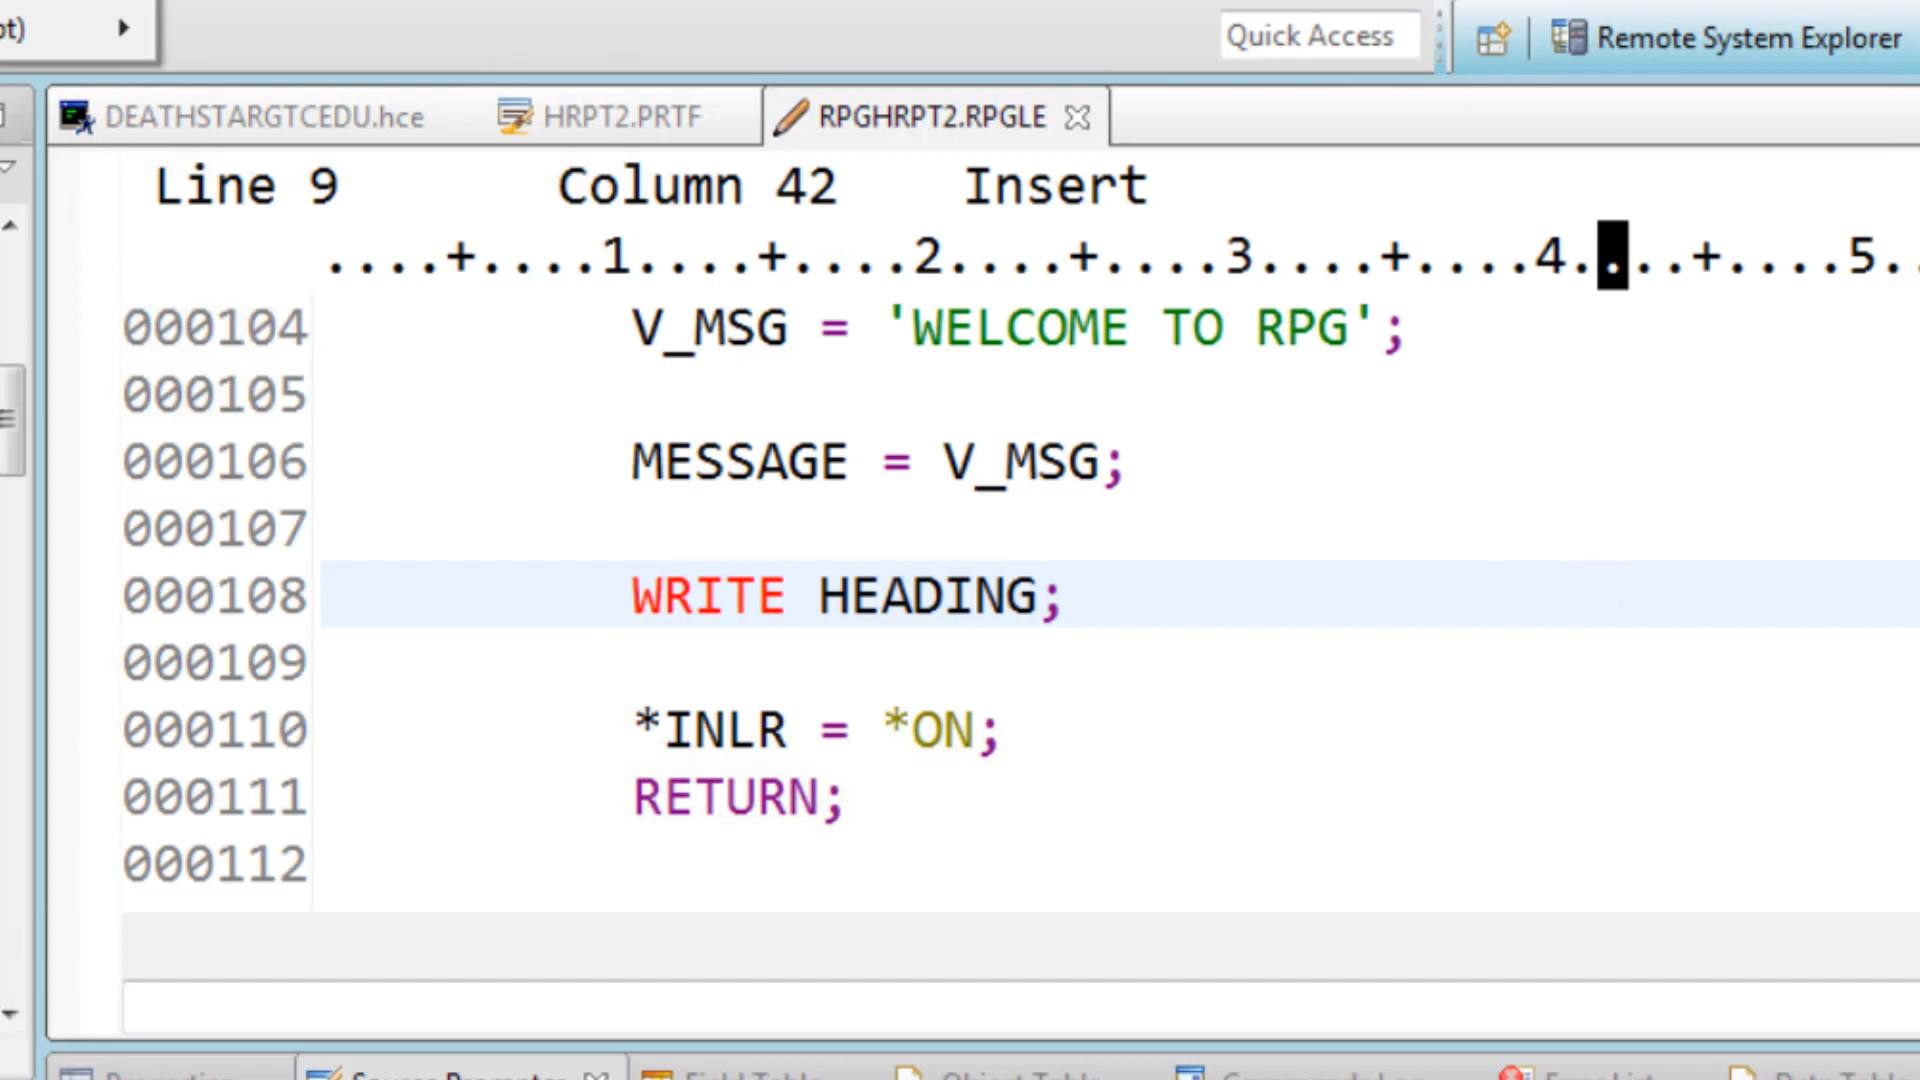 pt)
Quick Access
Remote System Explorer
DEATHSTARGTCEDU.hce
HRPT2.PRTF
RPGHRPT2.RPGLE
Line 9 Column 42 Insert
....+....1....+....2....+....3....+....4....+....5..
000104 V_MSG = 'WELCOME TO RPG';
000105
000106 MESSAGE = V_MSG;
000107
000108 WRITE HEADING;
000109
000110 *INLR = *ON;
000111 RETURN;
000112